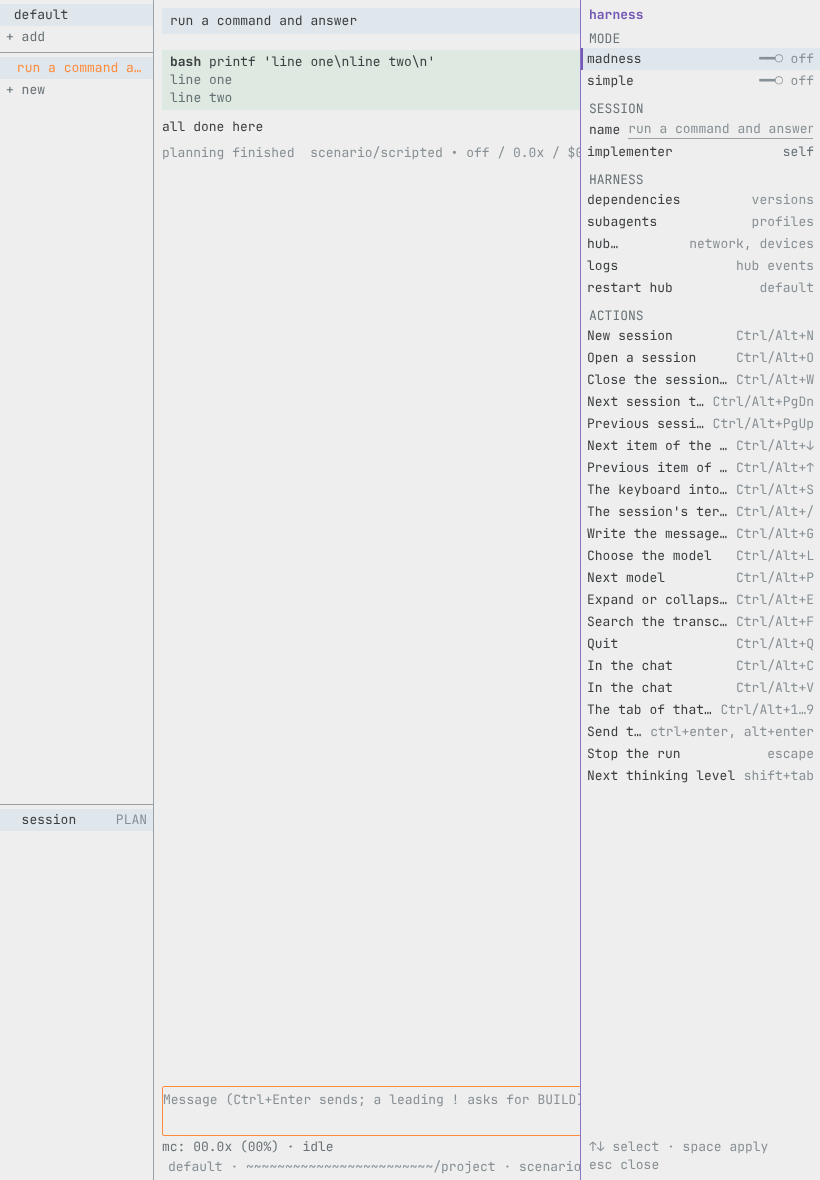 default
+ add
run a command a…
+ new
session PLAN
run a command and answer
bash printf 'line one\nline two\n'
line one
line two
all done here
planning finished scenario/scripted • off / 0.0x / $0
Message (Ctrl+Enter sends; a leading ! asks for BUILD)
mc: 00.0x (00%) · idle
default · ~~~~~~~~~~~~~~~~~~~~~~~~/project · scenario
harness
MODE
madness off
simple off
SESSION
name run a command and answer
implementer self
HARNESS
dependencies versions
subagents profiles
hub… network, devices
logs hub events
restart hub default
ACTIONS
New session Ctrl/Alt+N
Open a session Ctrl/Alt+O
Close the session… Ctrl/Alt+W
Next session t… Ctrl/Alt+PgDn
Previous sessi… Ctrl/Alt+PgUp
Next item of the … Ctrl/Alt+↓
Previous item of … Ctrl/Alt+↑
The keyboard into… Ctrl/Alt+S
The session's ter… Ctrl/Alt+/
Write the message… Ctrl/Alt+G
Choose the model Ctrl/Alt+L
Next model Ctrl/Alt+P
Expand or collaps… Ctrl/Alt+E
Search the transc… Ctrl/Alt+F
Quit Ctrl/Alt+Q
In the chat Ctrl/Alt+C
In the chat Ctrl/Alt+V
The tab of that… Ctrl/Alt+1…9
Send t… ctrl+enter, alt+enter
Stop the run escape
Next thinking level shift+tab
↑↓ select · space apply
esc close